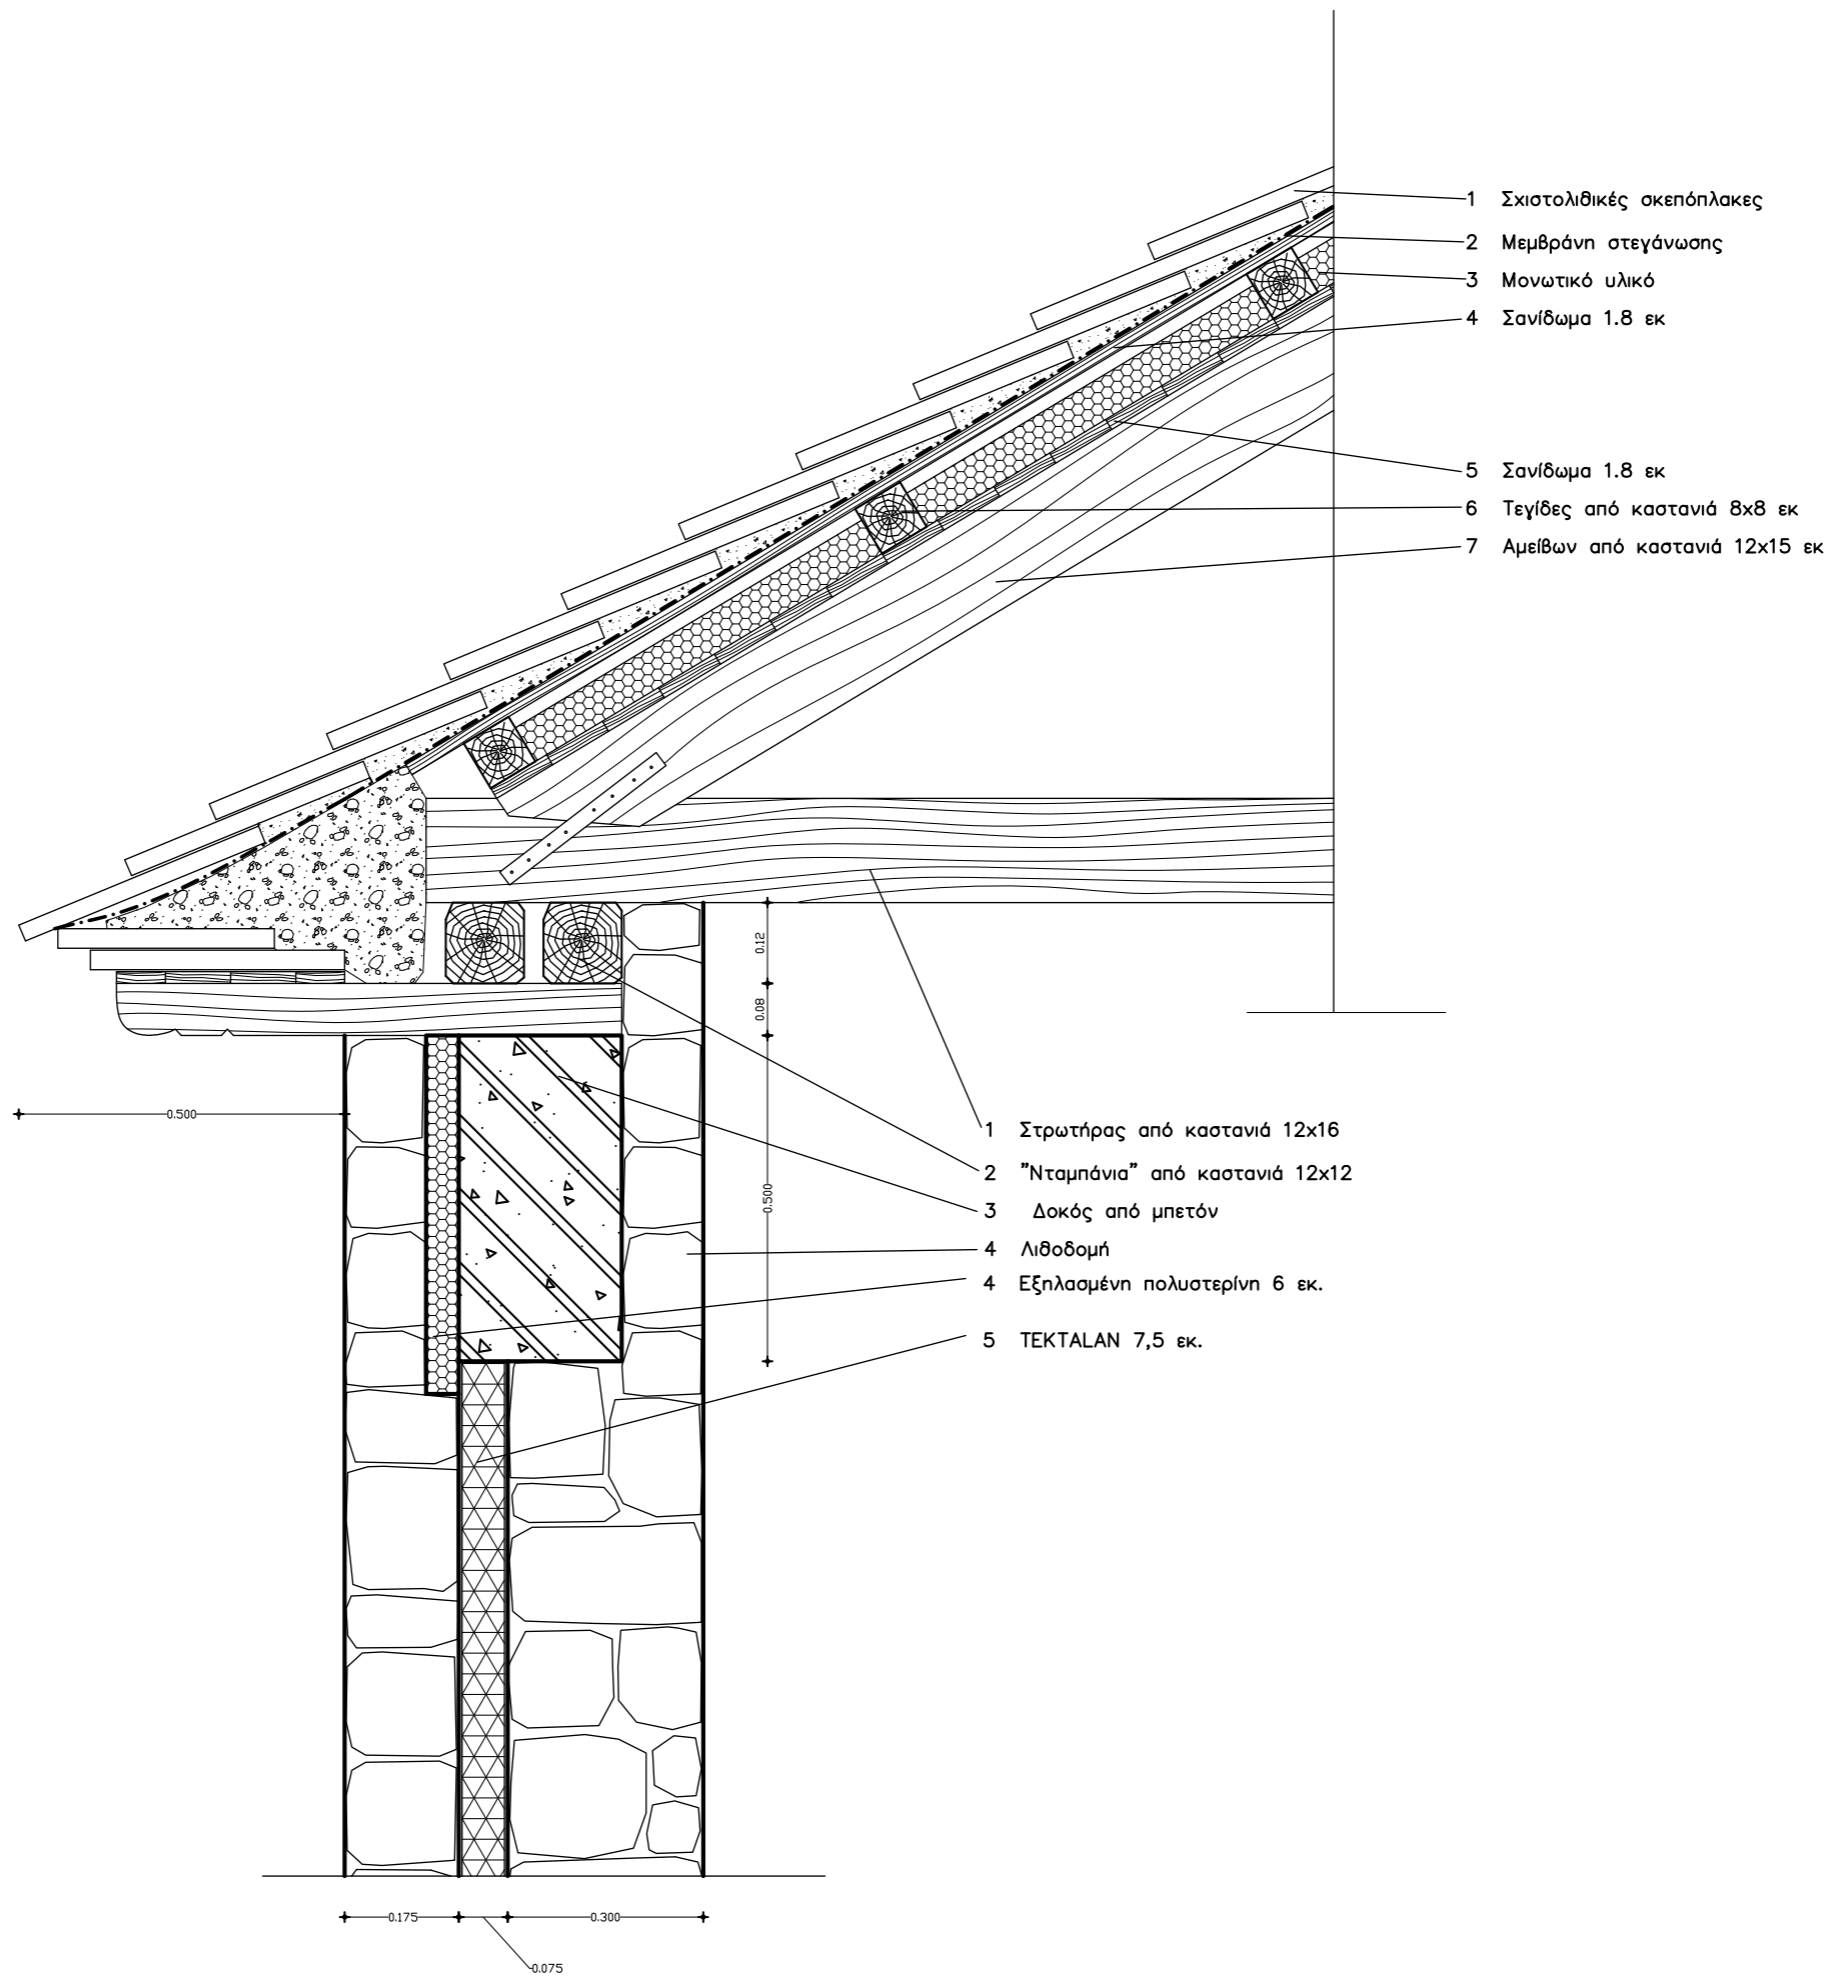 1 Σχιστολιθικές σκεπόπλακες
2 Μεμβράνη στεγάνωσης
3 Μονωτικό υλικό
4 Σανίδωμα 1.8 εκ
5 Σανίδωμα 1.8 εκ
6 Τεγίδες από καστανιά 8x8 εκ
7 Αμείβων από καστανιά 12x15 εκ
0.12
0.08
0.500
0.500
1 Στρωτήρας από καστανιά 12x16
2 "Νταμπάνια" από καστανιά 12x12
3 Δοκός από μπετόν
4 Λιθοδομή
4 Εξηλασμένη πολυστερίνη 6 εκ.
5 TEKTALAN 7,5 εκ.
0.175
0.300
0.075